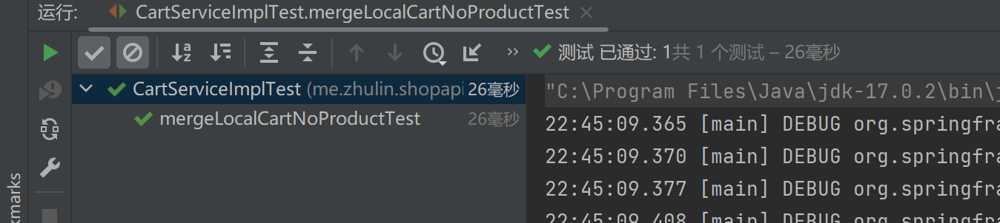 运行:
CartServiceImplTest.mergeLocalCartNoProductTest
测试 已通过: 1共 1 个测试 – 26毫秒
CartServiceImplTest (me.zhulin.shopapi 26毫秒
mergeLocalCartNoProductTest 26毫秒
"C:\Program Files\Java\jdk-17.0.2\bin\j
22:45:09.365 [main] DEBUG org.springfra
22:45:09.370 [main] DEBUG org.springfra
22:45:09.377 [main] DEBUG org.springfra
22:45:09.408 [main] DEBUG org.springfra
kmarks